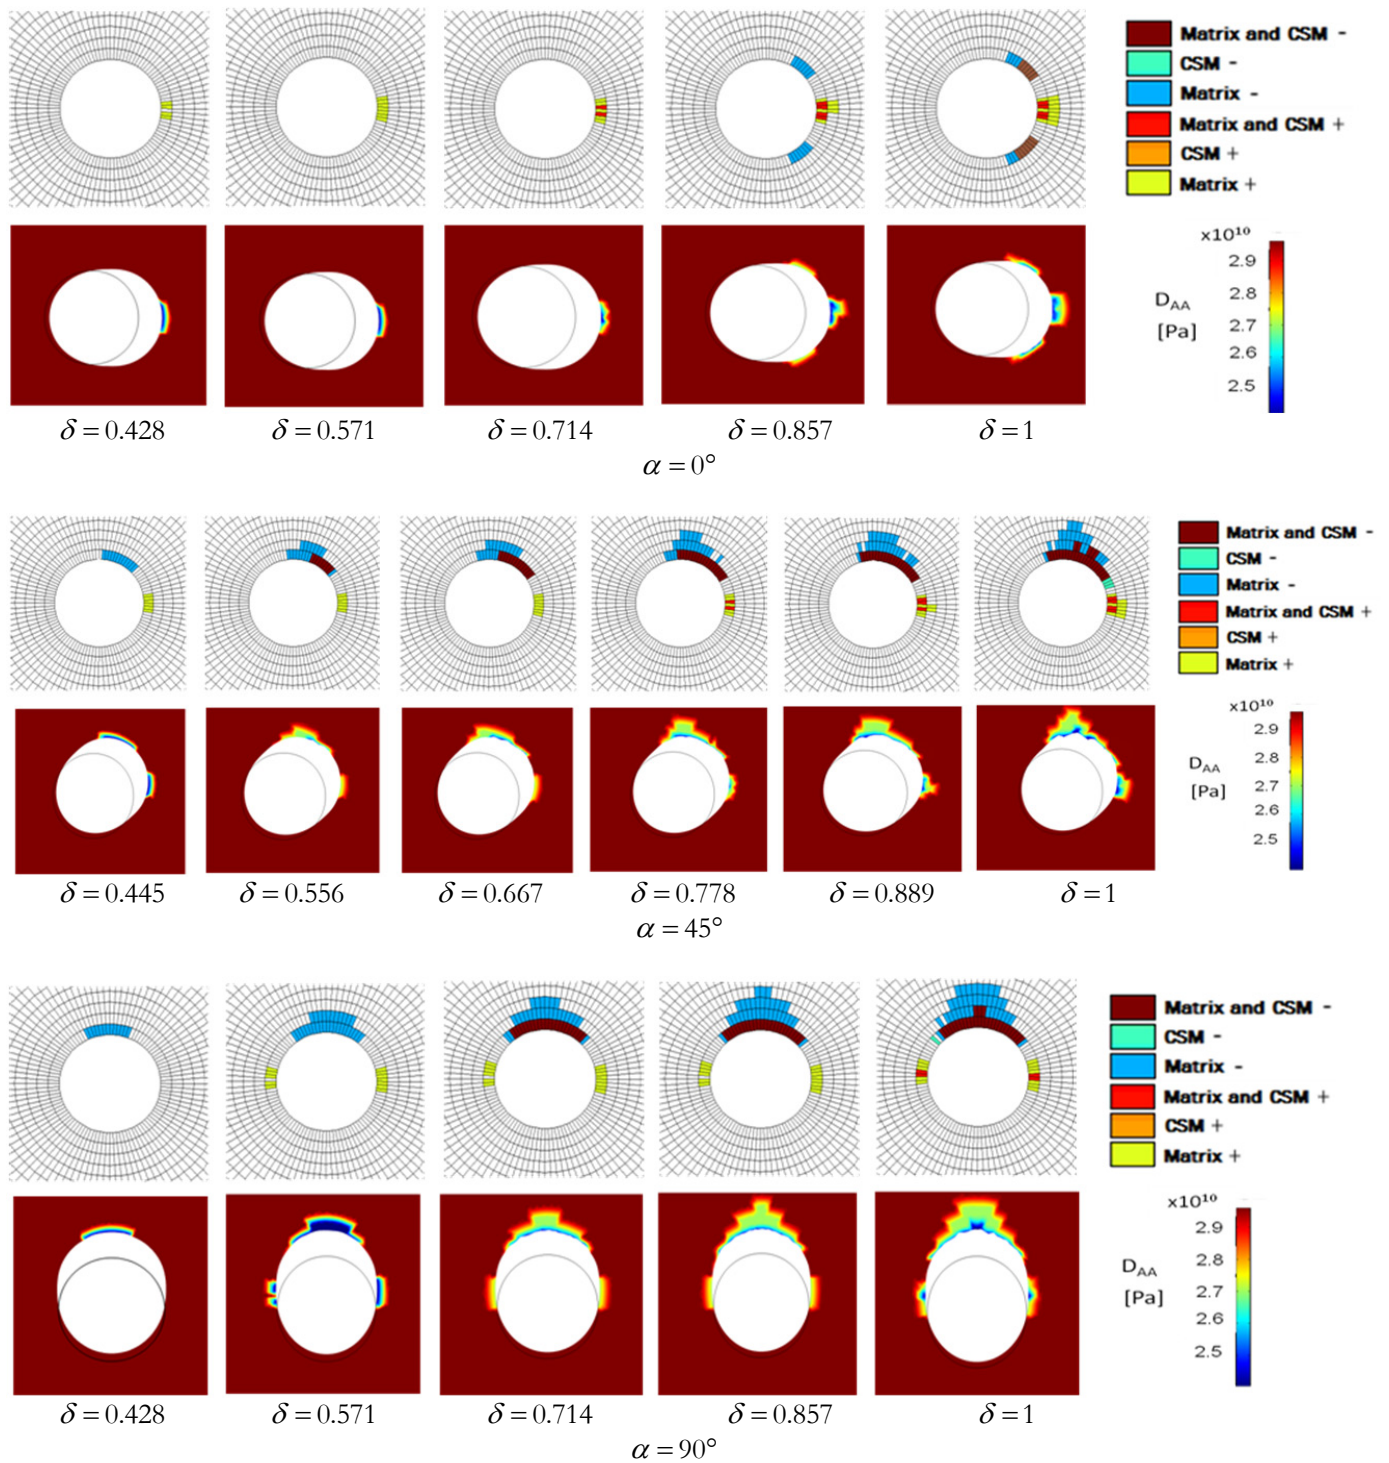 Matrix and CSM -
CSM -
Matrix -
Matrix and CSM +
CSM +
Matrix +
x10¹⁰
2.9
2.8
2.7
2.6
2.5
D_AA
[Pa]
δ = 0.428 δ = 0.571 δ = 0.714 δ = 0.857 δ = 1
α = 0°
Matrix and CSM -
CSM -
Matrix -
Matrix and CSM +
CSM +
Matrix +
x10¹⁰
2.9
2.8
2.7
2.6
2.5
D_AA
[Pa]
δ = 0.445 δ = 0.556 δ = 0.667 δ = 0.778 δ = 0.889 δ = 1
α = 45°
Matrix and CSM -
CSM -
Matrix -
Matrix and CSM +
CSM +
Matrix +
x10¹⁰
2.9
2.8
2.7
2.6
2.5
D_AA
[Pa]
δ = 0.428 δ = 0.571 δ = 0.714 δ = 0.857 δ = 1
α = 90°